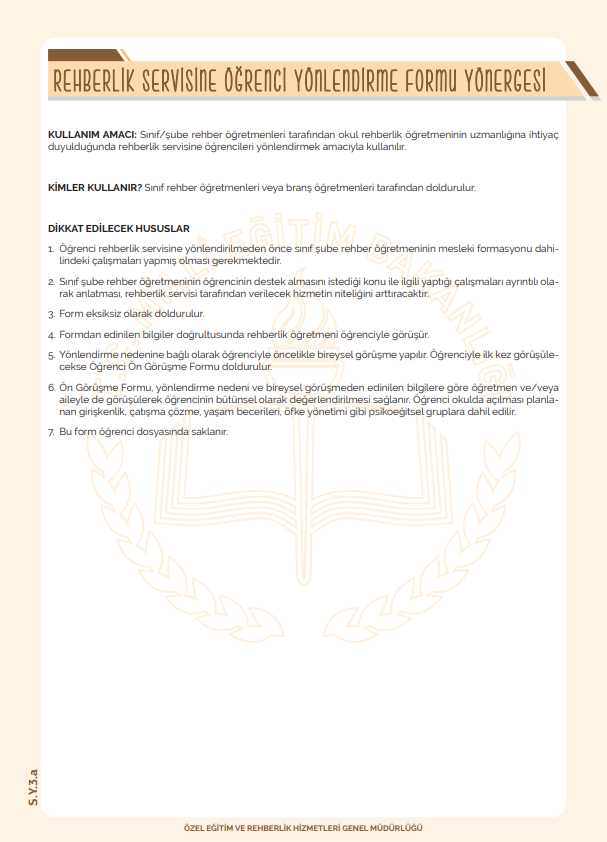 REHBERLİK SERVİSİNE ÖĞRENCİ YÖNLENDİRME FORMU YÖNERGESİ
KULLANIM AMACI: Sınıf/şube rehber öğretmenleri tarafından okul rehberlik öğretmeninin uzmanlığına ihtiyaç
duyulduğunda rehberlik servisine öğrencileri yönlendirmek amacıyla kullanılır.
KİMLER KULLANIR? Sınıf rehber öğretmenleri veya branş öğretmenleri tarafından doldurulur.
DİKKAT EDİLECEK HUSUSLAR
1. Öğrenci rehberlik servisine yönlendirilmeden önce sınıf şube rehber öğretmeninin mesleki formasyonu dahi-
lindeki çalışmaları yapmış olması gerekmektedir.
2. Sınıf şube rehber öğretmeninin öğrencinin destek almasını istediği konu ile ilgili yaptığı çalışmaları ayrıntılı ola-
rak anlatması, rehberlik servisi tarafından verilecek hizmetin niteliğini arttıracaktır.
3. Form eksiksiz olarak doldurulur.
4. Formdan edinilen bilgiler doğrultusunda rehberlik öğretmeni öğrenciyle görüşür.
5. Yönlendirme nedenine bağlı olarak öğrenciyle öncelikle bireysel görüşme yapılır. Öğrenciyle ilk kez görüşüle-
cekse Öğrenci Ön Görüşme Formu doldurulur.
6. Ön Görüşme Formu, yönlendirme nedeni ve bireysel görüşmeden edinilen bilgilere göre öğretmen ve/veya
aileyle de görüşülerek öğrencinin bütünsel olarak değerlendirilmesi sağlanır. Öğrenci okulda açılması planla-
nan girişkenlik, çatışma çözme, yaşam becerileri, öfke yönetimi gibi psikoeğitsel gruplara dahil edilir.
7. Bu form öğrenci dosyasında saklanır.
S.Y.3.a
ÖZEL EĞİTİM VE REHBERLİK HİZMETLERİ GENEL MÜDÜRLÜĞÜ